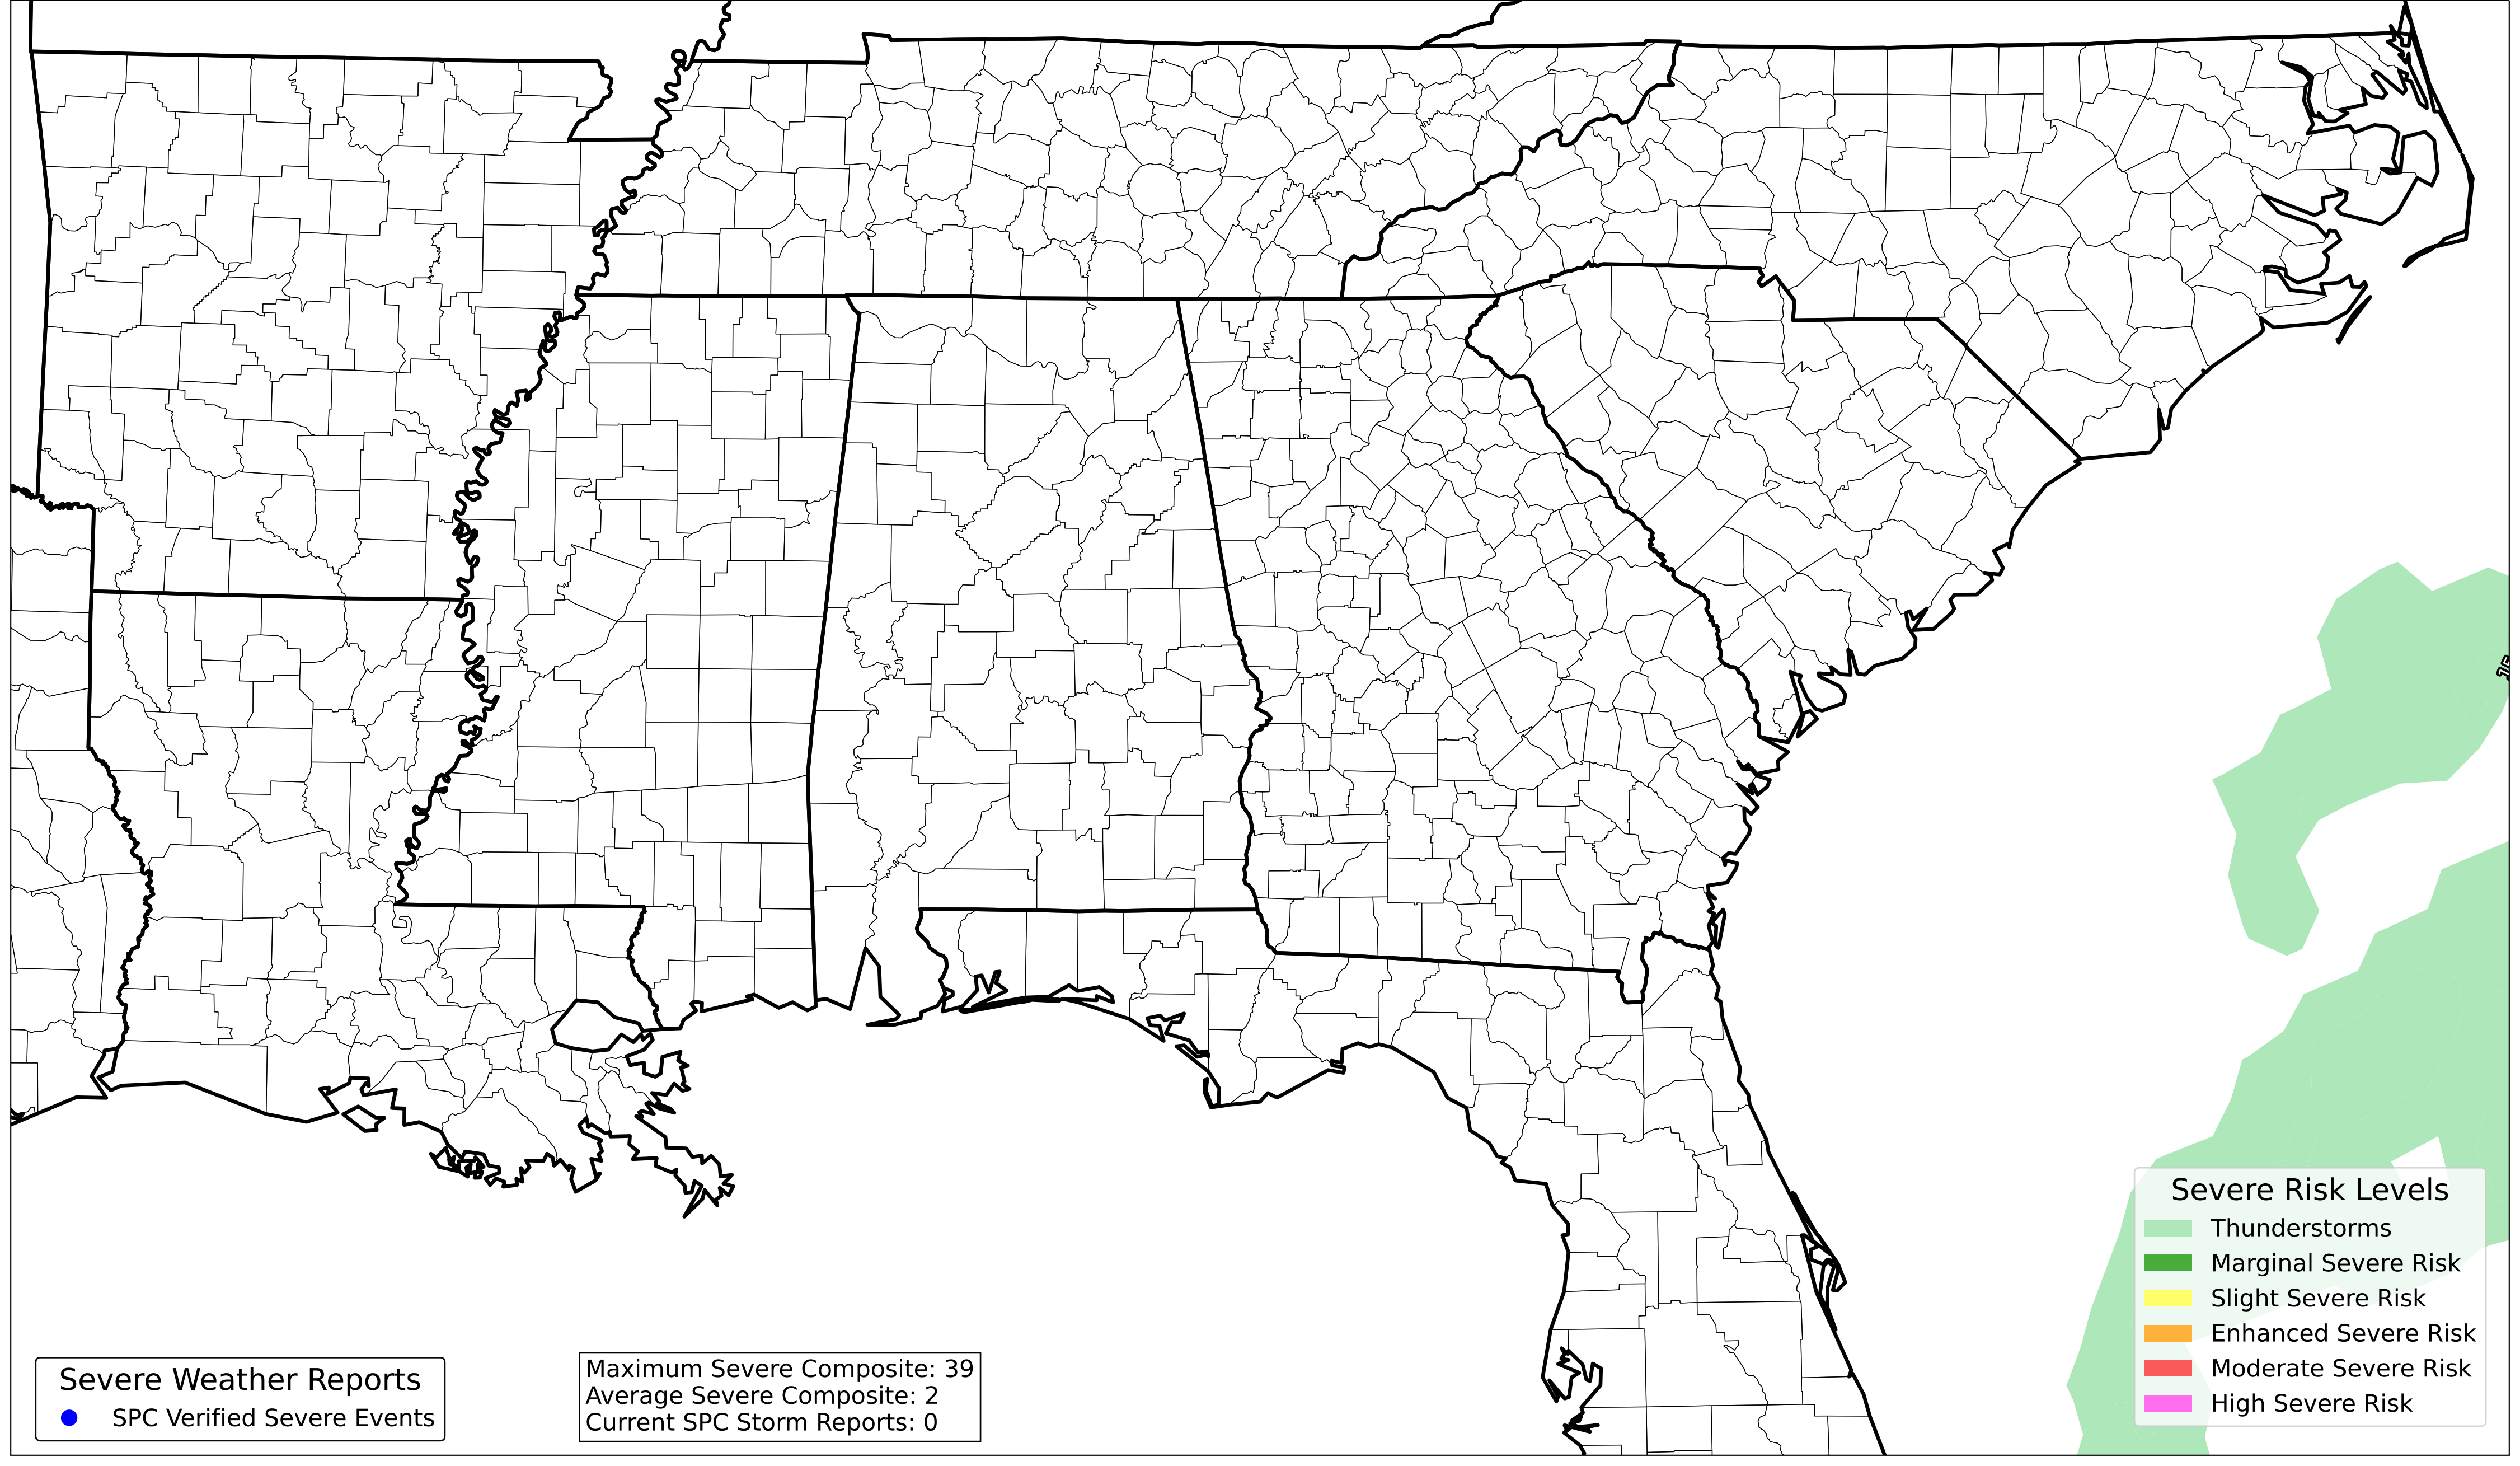 Severe Weather Reports
SPC Verified Severe Events
Maximum Severe Composite: 39
Average Severe Composite: 2
Current SPC Storm Reports: 0
Severe Risk Levels
Thunderstorms
Marginal Severe Risk
Slight Severe Risk
Enhanced Severe Risk
Moderate Severe Risk
High Severe Risk